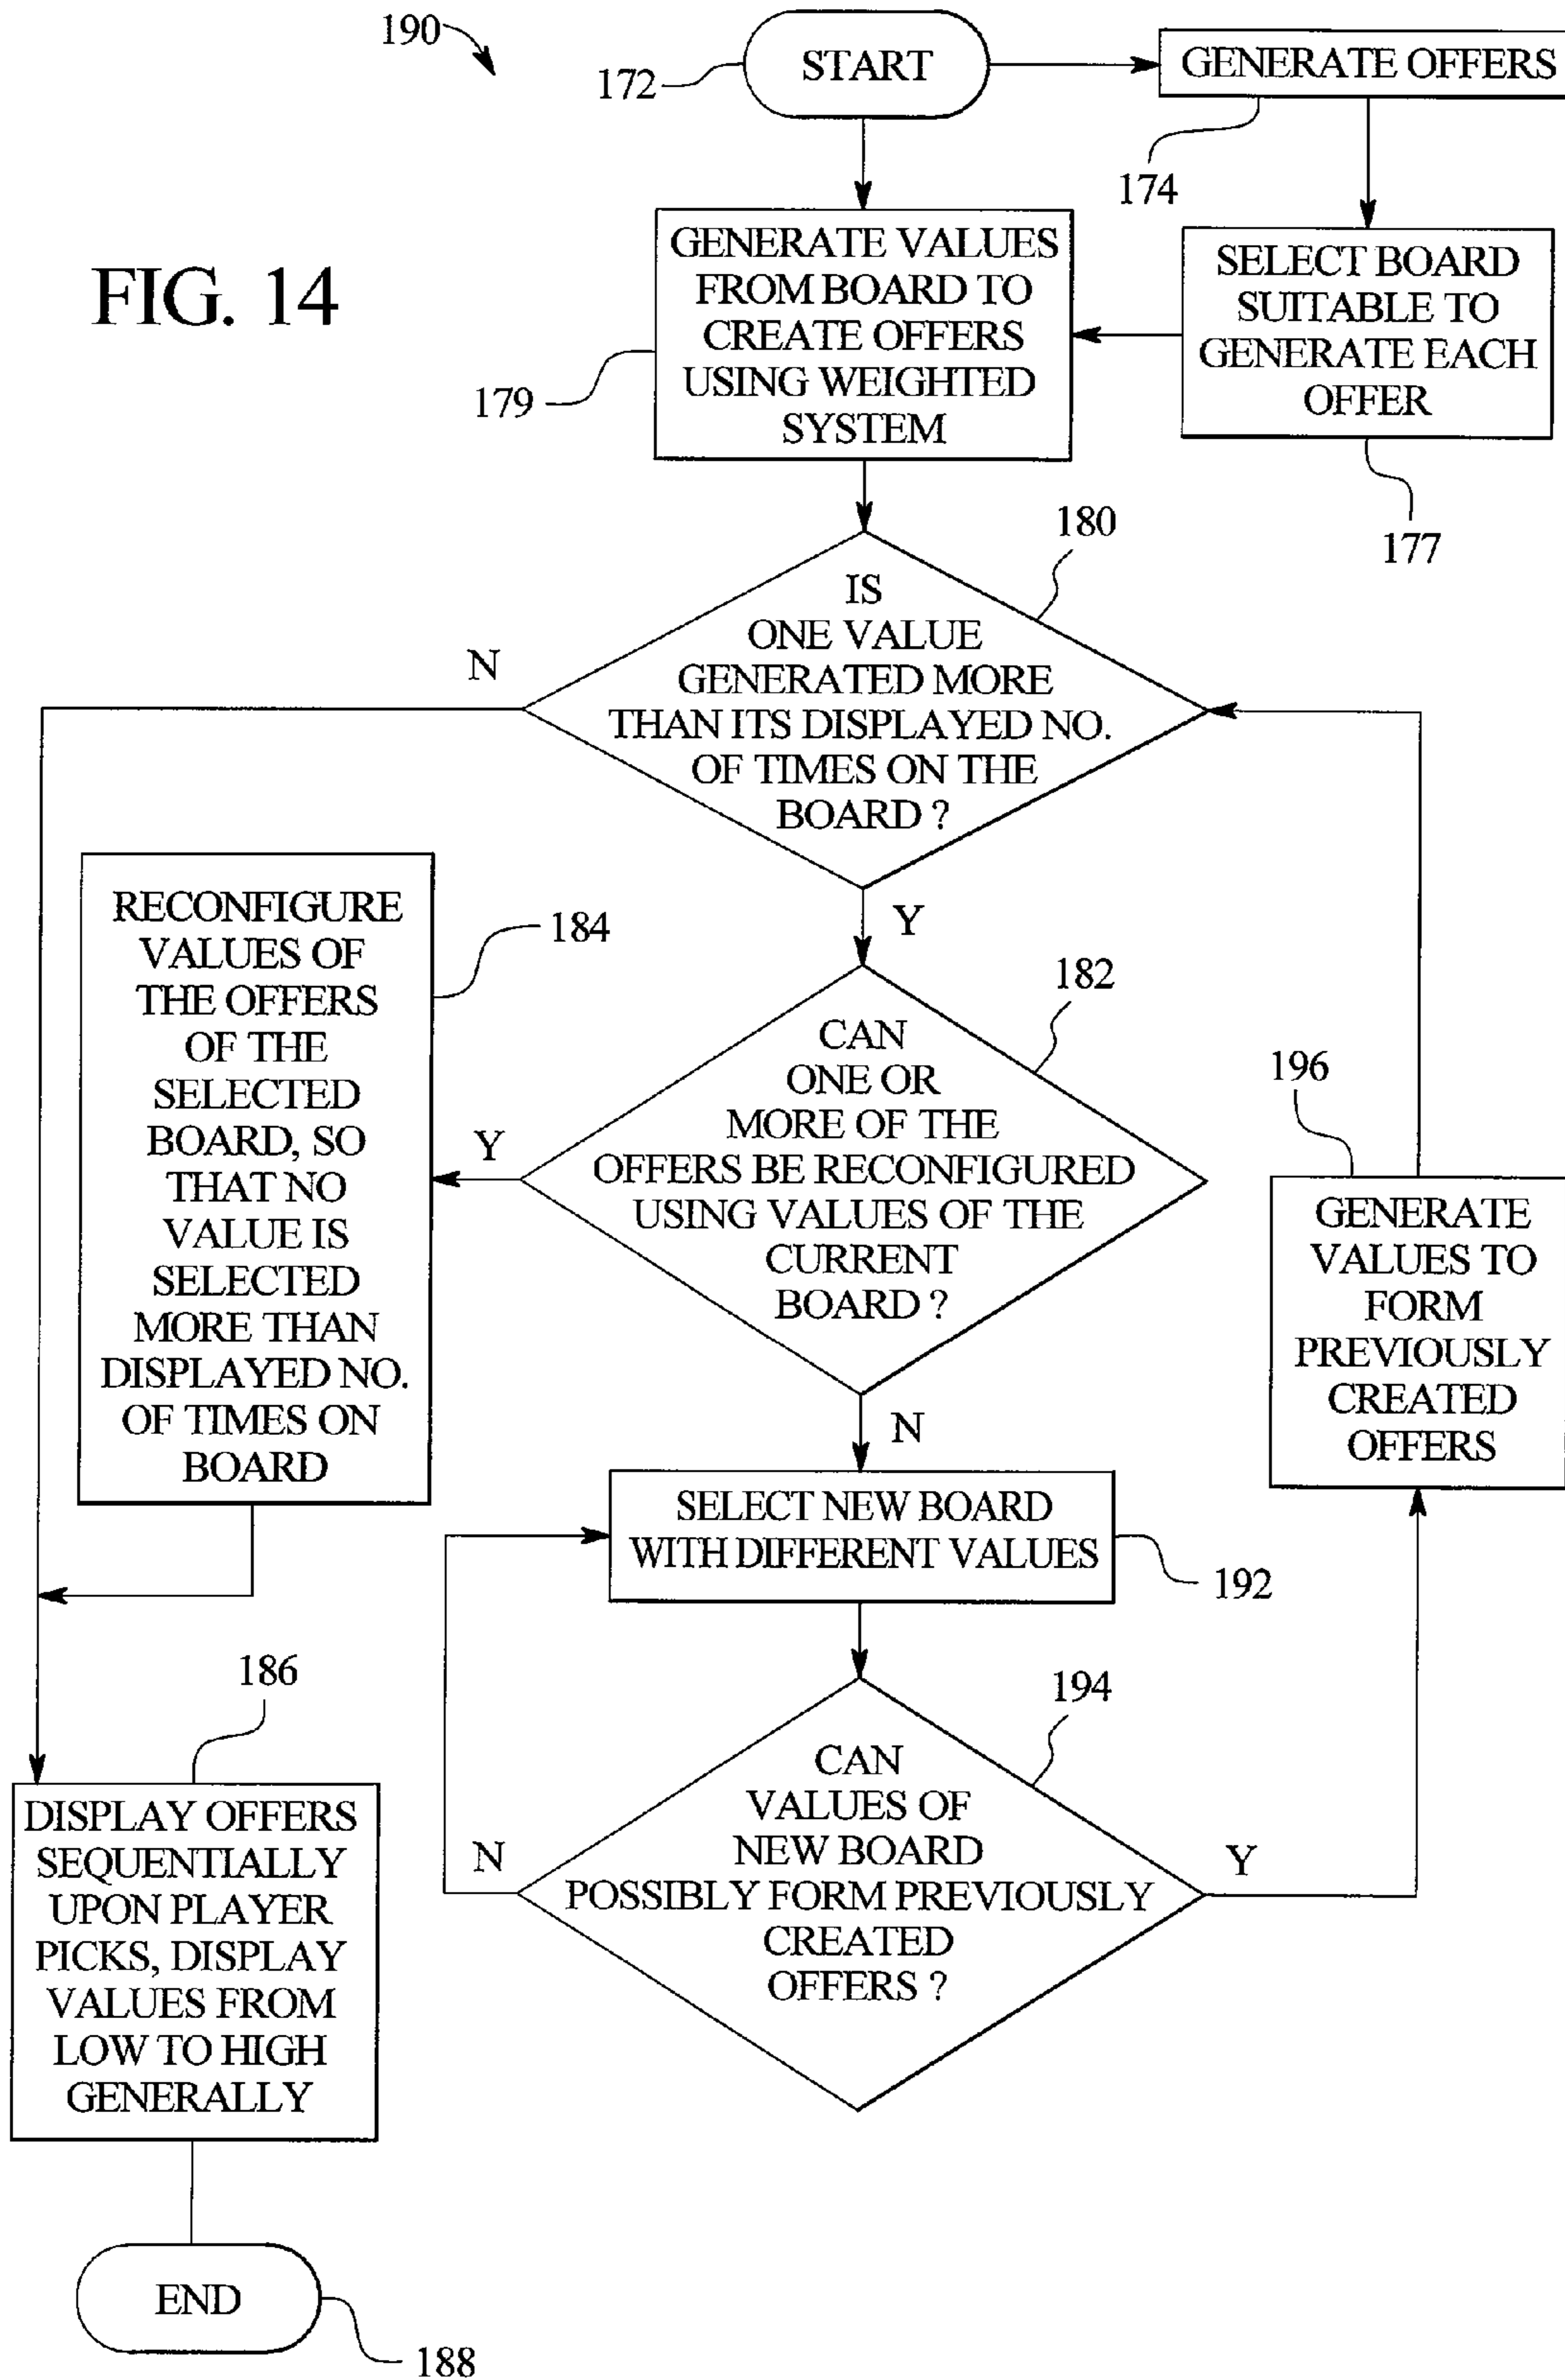 190
START
172
GENERATE OFFERS
174
FIG. 14
GENERATE VALUES
FROM BOARD TO
CREATE OFFERS
USING WEIGHTED
SYSTEM
179
SELECT BOARD
SUITABLE TO
GENERATE EACH
OFFER
177
180
IS
ONE VALUE
GENERATED MORE
THAN ITS DISPLAYED NO.
OF TIMES ON THE
BOARD ?
N
Y
182
CAN
ONE OR
MORE OF THE
OFFERS BE RECONFIGURED
USING VALUES OF THE
CURRENT
BOARD ?
Y
N
184
RECONFIGURE
VALUES OF
THE OFFERS
OF THE
SELECTED
BOARD, SO
THAT NO
VALUE IS
SELECTED
MORE THAN
DISPLAYED NO.
OF TIMES ON
BOARD
196
GENERATE
VALUES TO
FORM
PREVIOUSLY
CREATED
OFFERS
SELECT NEW BOARD
WITH DIFFERENT VALUES
192
194
CAN
VALUES OF
NEW BOARD
POSSIBLY FORM PREVIOUSLY
CREATED
OFFERS ?
N
Y
186
DISPLAY OFFERS
SEQUENTIALLY
UPON PLAYER
PICKS, DISPLAY
VALUES FROM
LOW TO HIGH
GENERALLY
END
188